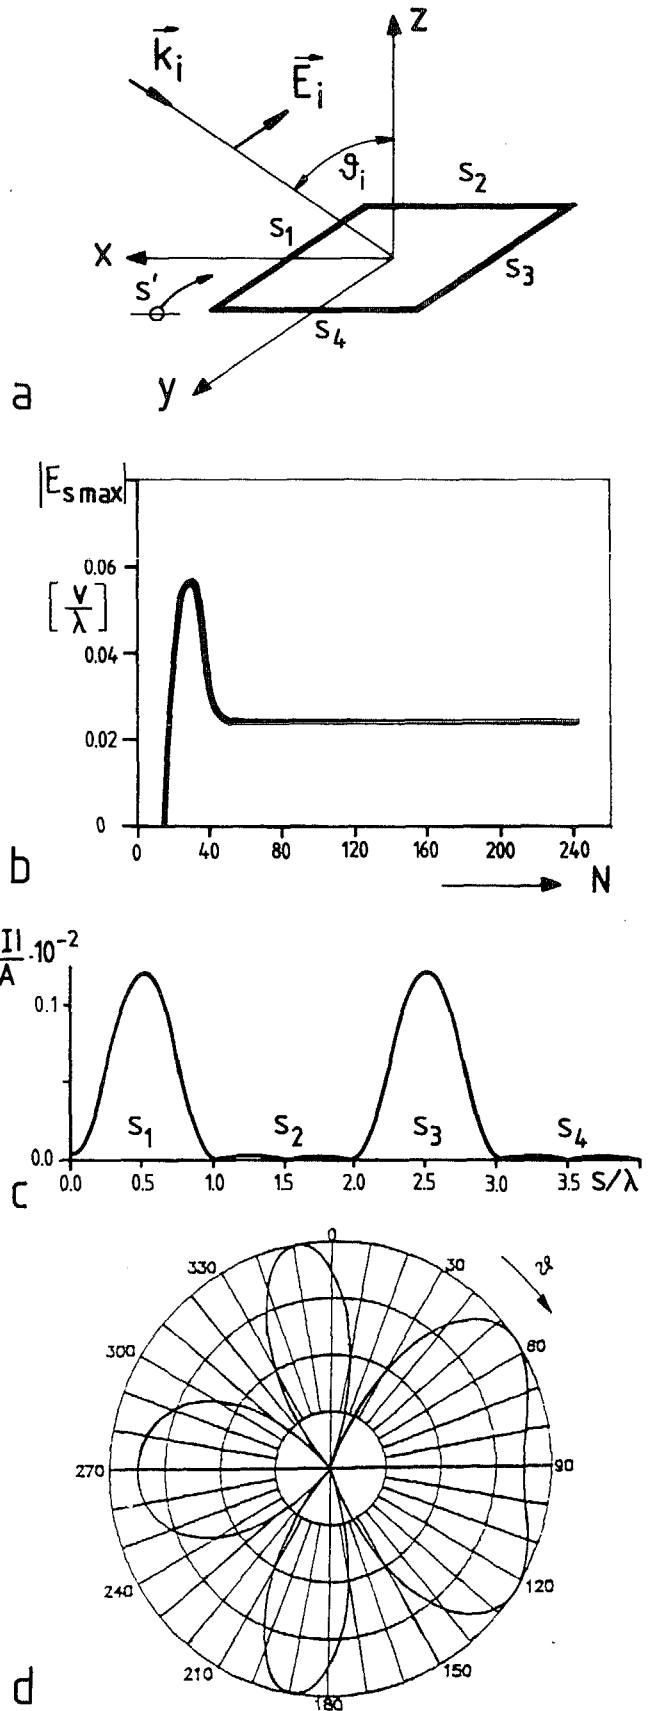 z
k⃗i
E⃗i
ϑi
s2
s1
x
s3
s'
s4
y
a
|Es max|
0.06
[V/λ]
0.04
0.02
0
0 40 80 120 160 200 240
N
b
|I|/A ·10⁻²
0.1
s1 s2 s3 s4
0.0
0.0 0.5 1.0 1.5 2.0 2.5 3.0 3.5 S/λ
c
0
330 30 ϑ
300 60
270 90
240 120
210 150
180
d